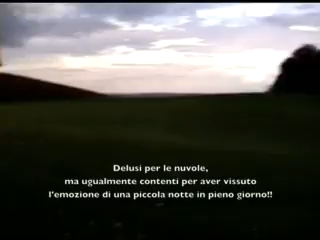 Delusi per le nuvole,
ma ugualmente contenti per aver vissuto
l'emozione di una piccola notte in pieno giorno!!